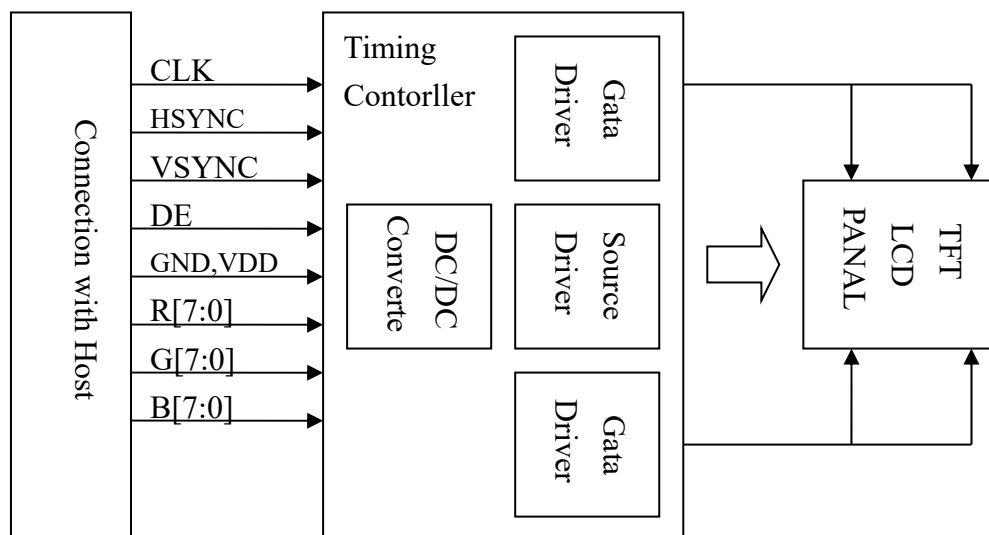 Connection with Host
CLK
HSYNC
VSYNC
DE
GND,VDD
R[7:0]
G[7:0]
B[7:0]
Timing
Contorller
DC/DC
Converte
Gata
Driver
Source
Driver
Gata
Driver
TFT
LCD
PANAL